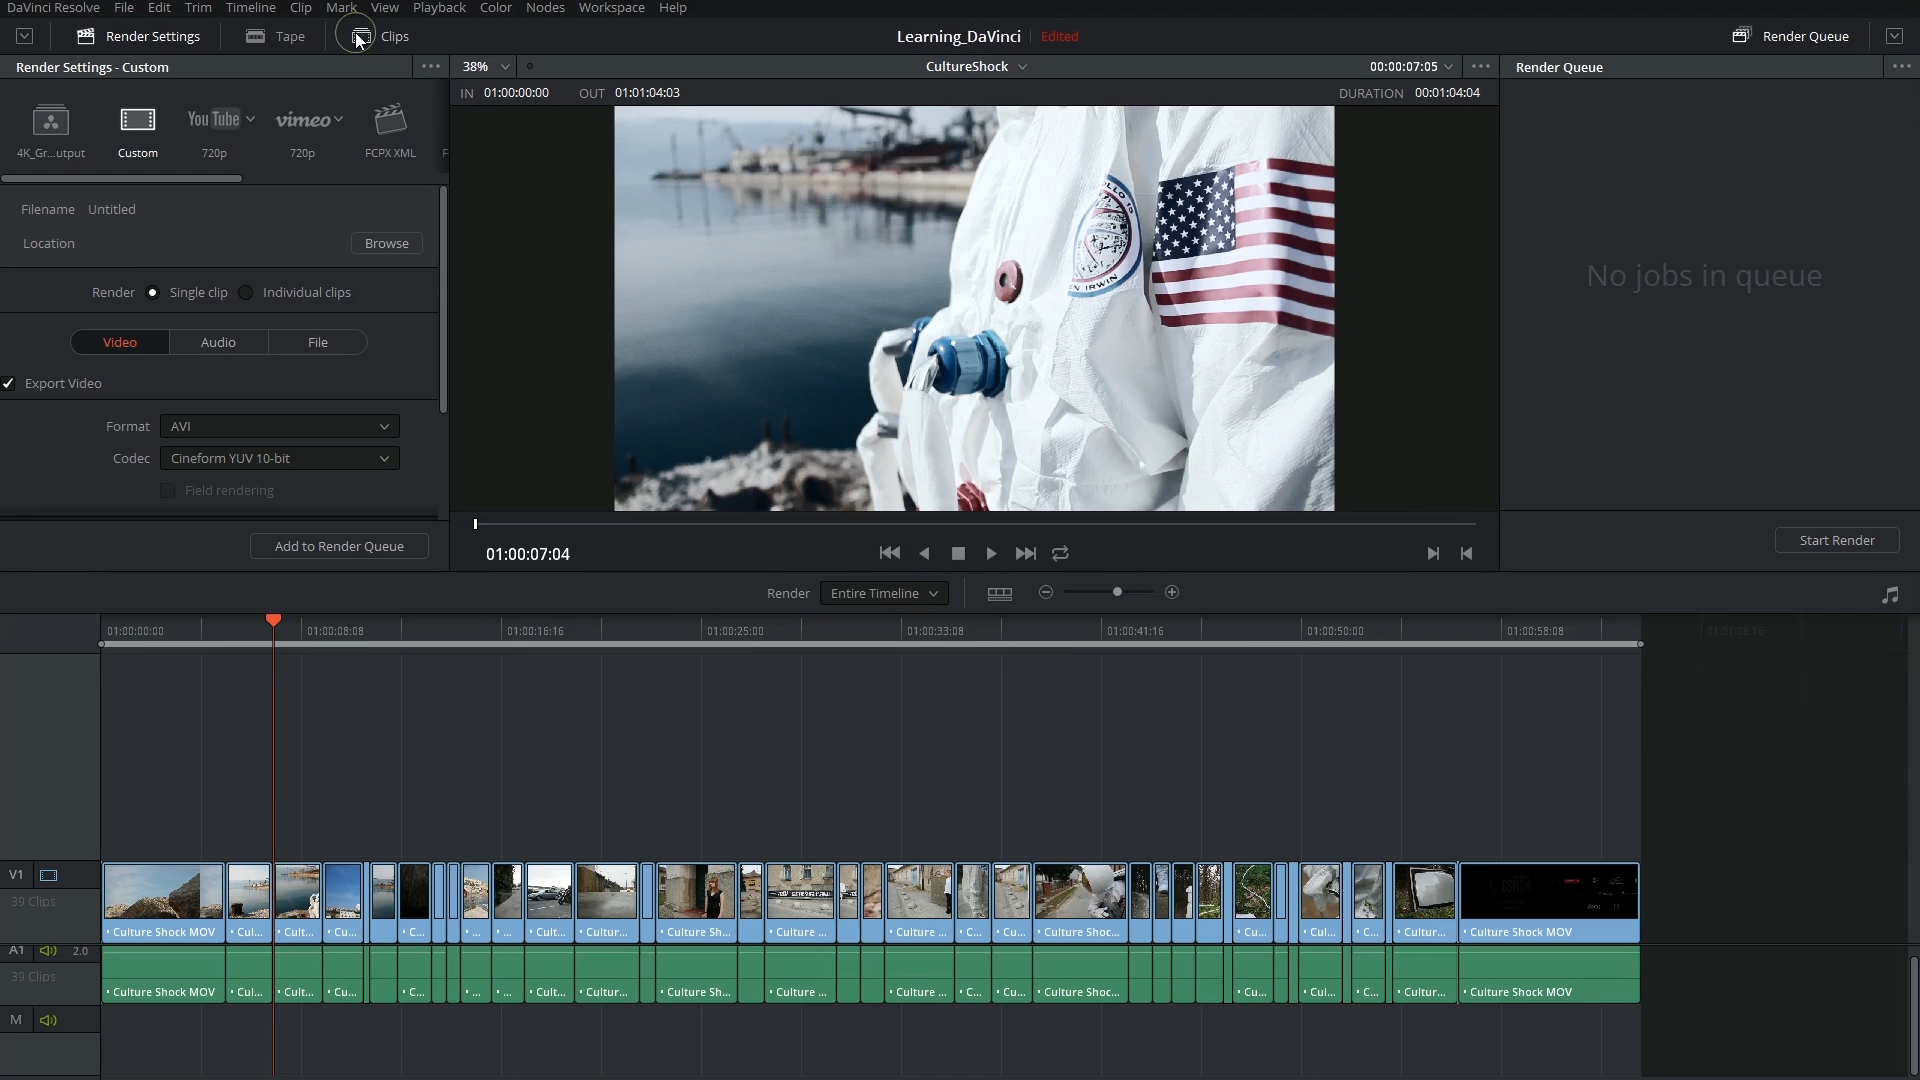 DaVinci Resolve File Edit Trim Timeline Clip Mark View Playback Color Nodes Workspace Help
Render Settings Tape Clips Learning_DaVinci Edited Render Queue
Render Settings - Custom 38% CultureShock 00:00:07:05 Render Queue
IN 01:00:00:00 OUT 01:01:04:03 DURATION 00:01:04:04
You Tube vimeo
4K_Gr...utput Custom 720p 720p FCPX XML F
Filename Untitled
Location Browse
Render Single clip Individual clips
Video Audio File
Export Video
Format AVI
Codec Cineform YUV 10-bit
Field rendering
Add to Render Queue
No jobs in queue
Start Render
01:00:07:04
Render Entire Timeline
01:00:00:00 01:00:08:08 01:00:16:16 01:00:25:00 01:00:33:08 01:00:41:16 01:00:50:00 01:00:58:08
V1
39 Clips
Culture Shock MOV Cul... Cult... Cu... C... ... ... Cult... Cultur... Culture Sh... Culture ... Culture ... C... Cu... Culture Shoc... Cu... Cul... C... Cultur... Culture Shock MOV
A1 2.0
39 Clips
Culture Shock MOV Cul... Cult... Cu... C... ... ... Cult... Cultur... Culture Sh... Culture ... Culture ... C... Cu... Culture Shoc... Cu... Cul... C... Cultur... Culture Shock MOV
M